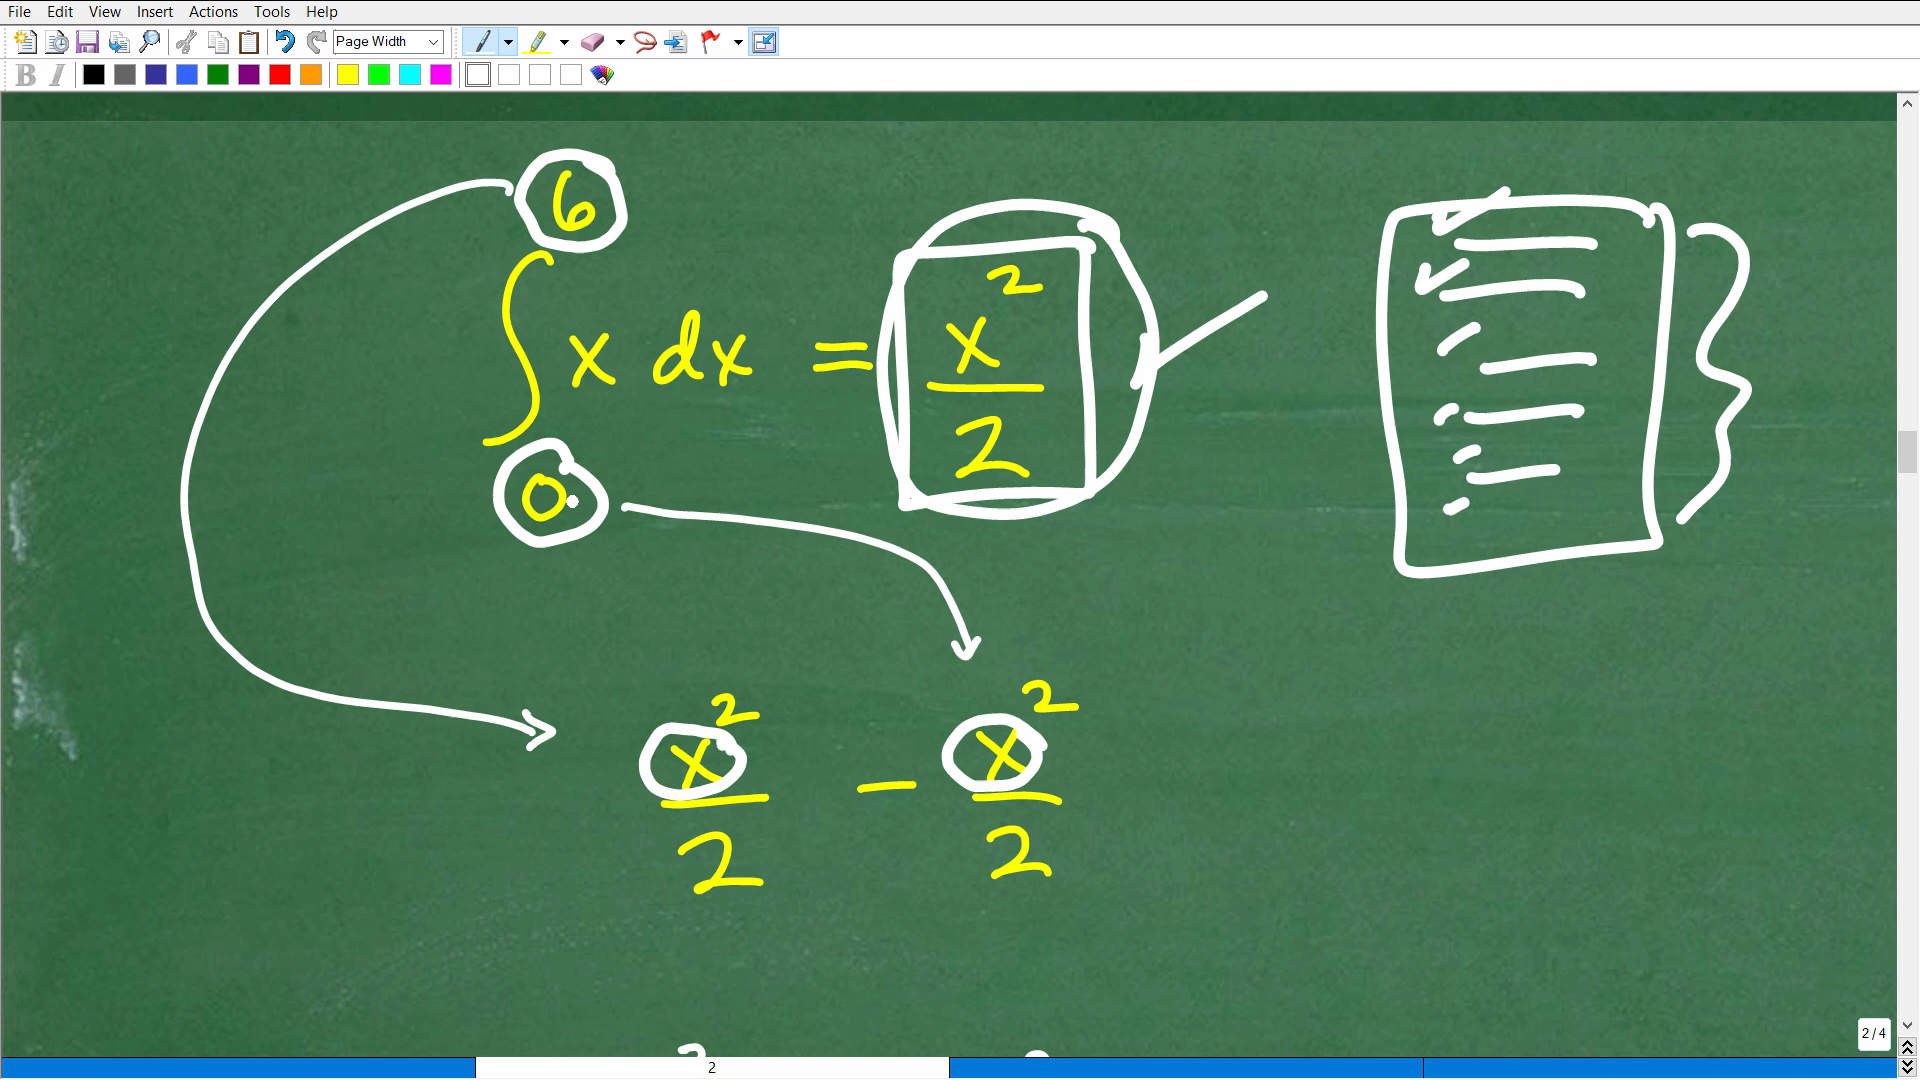 File Edit View Insert Actions Tools Help
Page Width
B I
6
∫ x dx = x²/2
0
x²/2 − x²/2
2 / 4
2